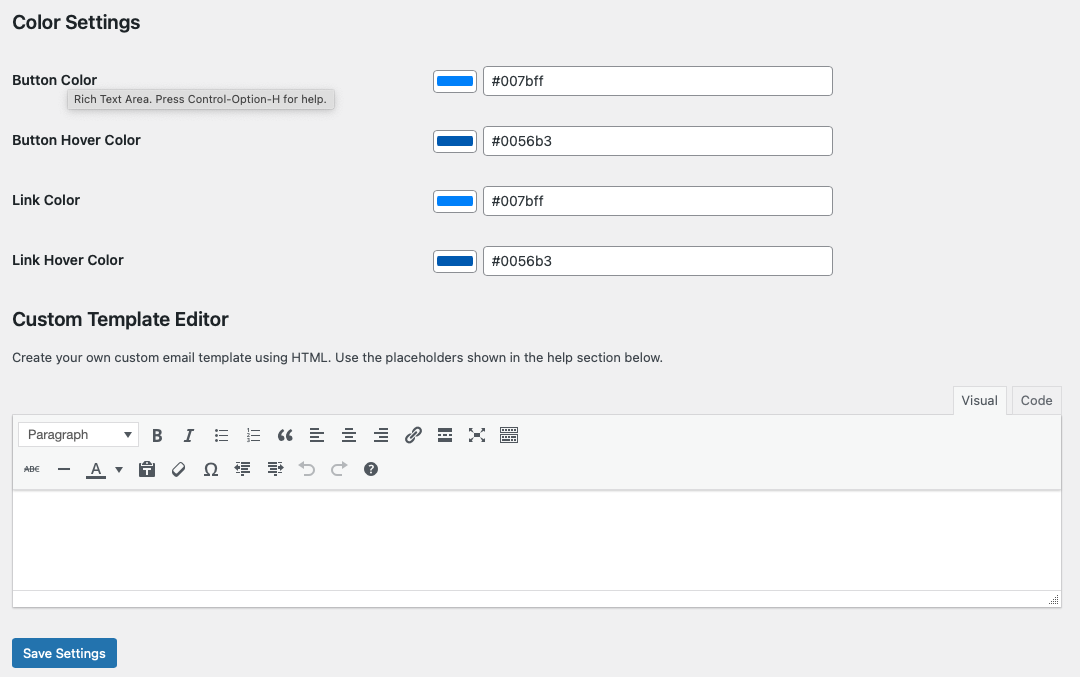 Color Settings
Button Color
#007bff
Rich Text Area. Press Control-Option-H for help.
Button Hover Color
#0056b3
Link Color
#007bff
Link Hover Color
#0056b3
Custom Template Editor
Create your own custom email template using HTML. Use the placeholders shown in the help section below.
Visual Code
Paragraph B I
ABC A T Ω ?
Save Settings